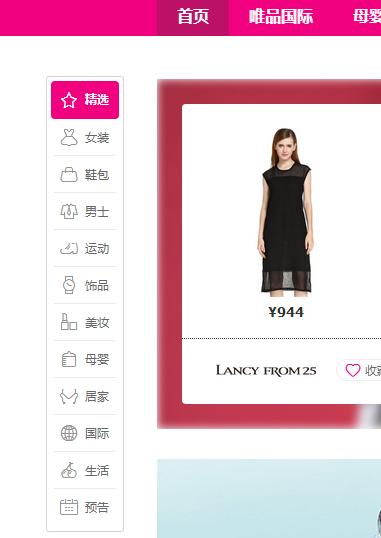 首页 唯品国际 母婴
精选
女装
鞋包
男士
运动
饰品
美妆
母婴
居家
国际
生活
预告
¥944
LANCY FROM 25
收